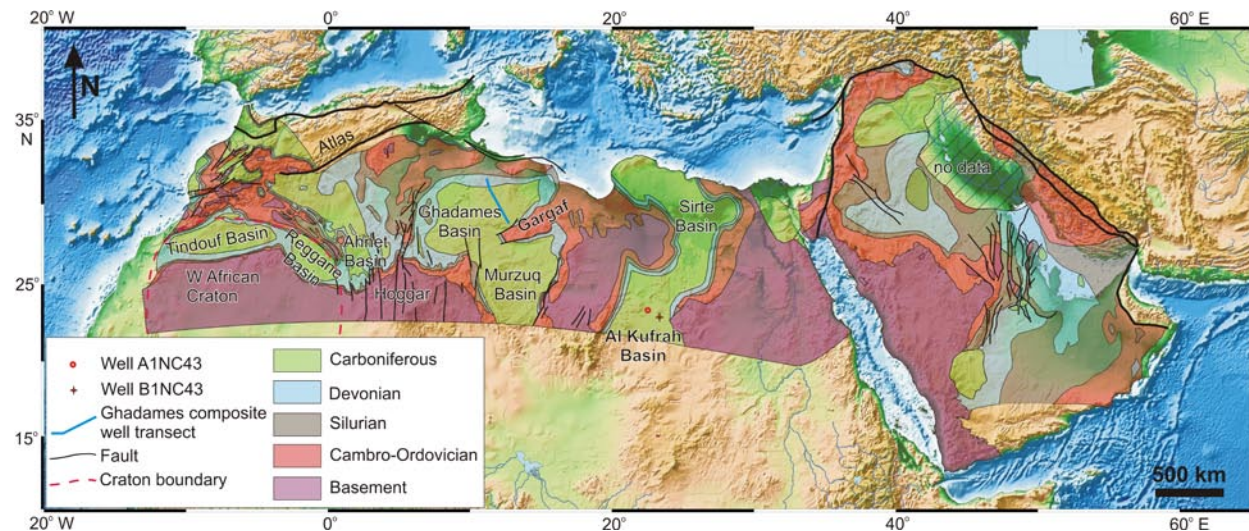 20° W
0°
20°
40°
60° E
N
35°
N
25°
15°
Atlas
no data
Ghadames
Basin
Gargaf
Sirte
Basin
Tindouf Basin
Reggane
Basin
Ahnet
Basin
W African
Craton
Hoggar
Murzuq
Basin
Al Kufrah
Basin
Well A1NC43
Well B1NC43
Ghadames composite
well transect
Fault
Craton boundary
Carboniferous
Devonian
Silurian
Cambro-Ordovician
Basement
500 km
20° W
0°
20°
40°
60° E